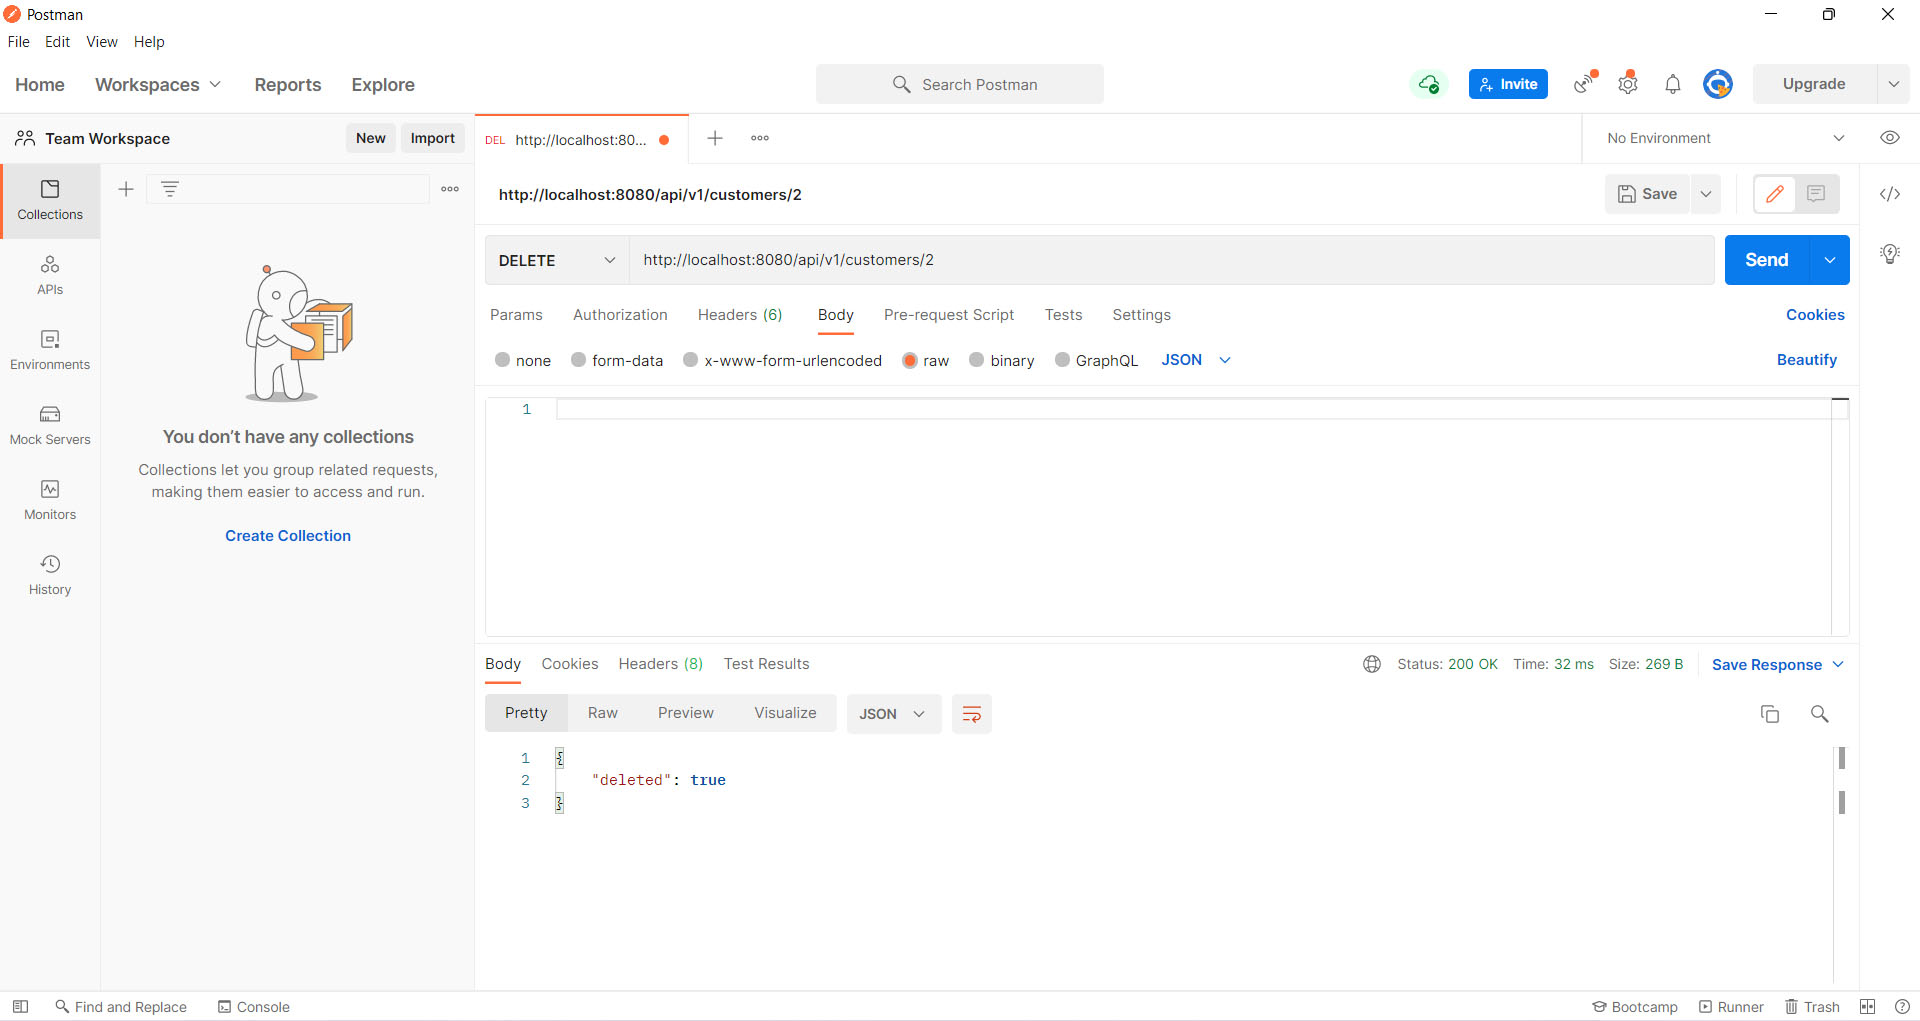 Postman
File Edit View Help
Home Workspaces Reports Explore
Search Postman
Invite
Upgrade
Team Workspace
New
Import
DEL http://localhost:80...
No Environment
Collections
APIs
Environments
Mock Servers
Monitors
History
You don’t have any collections
Collections let you group related requests,
making them easier to access and run.
Create Collection
http://localhost:8080/api/v1/customers/2
Save
DELETE
http://localhost:8080/api/v1/customers/2
Send
Params Authorization Headers (6) Body Pre-request Script Tests Settings
Cookies
none form-data x-www-form-urlencoded raw binary GraphQL JSON
Beautify
1
Body Cookies Headers (8) Test Results
Status: 200 OK Time: 32 ms Size: 269 B
Save Response
Pretty Raw Preview Visualize
JSON
1 {
2 "deleted": true
3 }
Find and Replace
Console
Bootcamp
Runner
Trash